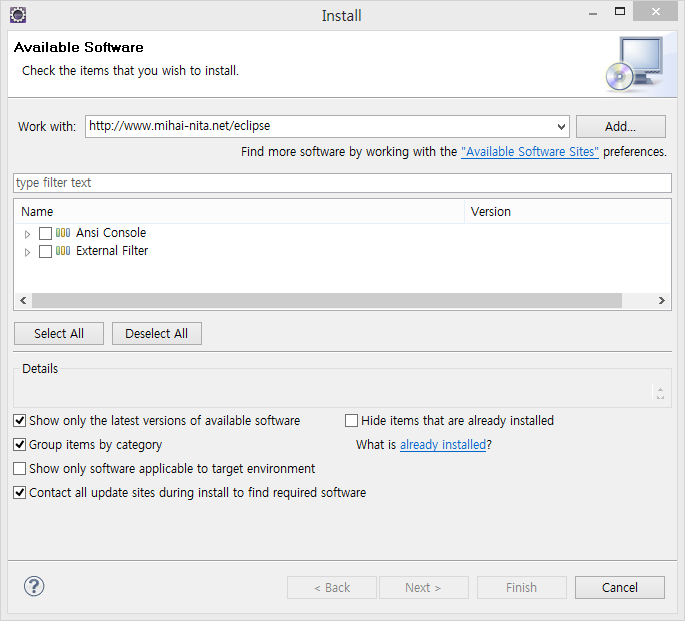 Install
Available Software
Check the items that you wish to install.
Work with: http://www.mihai-nita.net/eclipse Add...
Find more software by working with the "Available Software Sites" preferences.
type filter text
Name Version
Ansi Console
External Filter
Select All Deselect All
Details
Show only the latest versions of available software Hide items that are already installed
Group items by category What is already installed?
Show only software applicable to target environment
Contact all update sites during install to find required software
? < Back Next > Finish Cancel